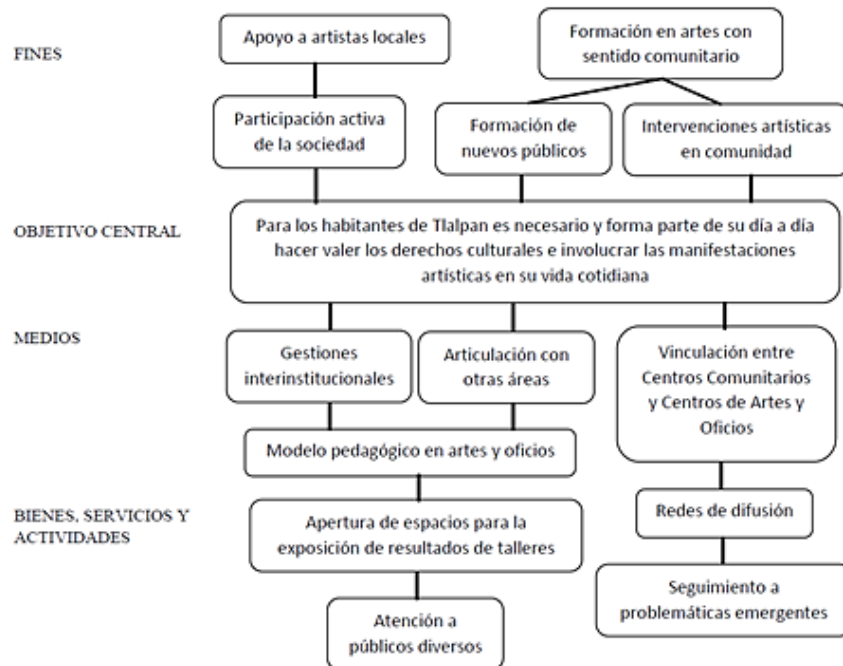 FINES
Apoyo a artistas locales
Formación en artes con
sentido comunitario
Participación activa
de la sociedad
Formación de
nuevos públicos
Intervenciones artísticas
en comunidad
OBJETIVO CENTRAL
Para los habitantes de Tlalpan es necesario y forma parte de su día a día
hacer valer los derechos culturales e involucrar las manifestaciones
artísticas en su vida cotidiana
MEDIOS
Gestiones
interinstitucionales
Articulación con
otras áreas
Vinculación entre
Centros Comunitarios
y Centros de Artes y
Oficios
Modelo pedagógico en artes y oficios
BIENES, SERVICIOS Y
ACTIVIDADES
Apertura de espacios para la
exposición de resultados de talleres
Redes de difusión
Atención a
públicos diversos
Seguimiento a
problemáticas emergentes